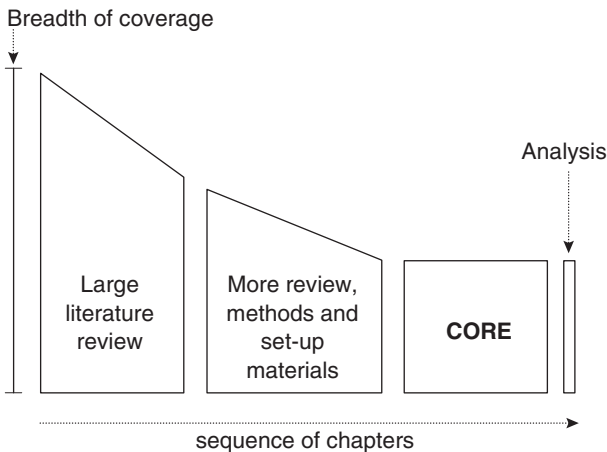 Breadth of coverage
Analysis
Large
literature
review
More review,
methods and
set-up
materials
CORE
sequence of chapters